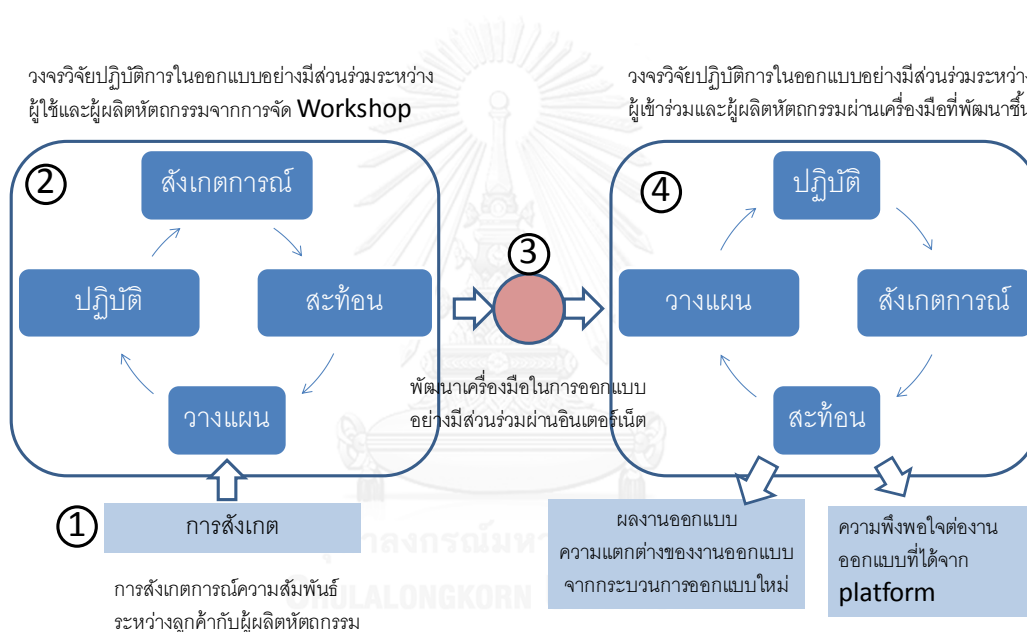 วงจรวิจัยปฏิบัติการในออกแบบอย่างมีส่วนร่วมระหว่าง
ผู้ใช้และผู้ผลิตหัตถกรรมจากการจัด Workshop
2
สังเกตการณ์
ปฏิบัติ
สะท้อน
วางแผน
1
การสังเกต
การสังเกตการณ์ความสัมพันธ์
ระหว่างลูกค้ากับผู้ผลิตหัตถกรรม
3
พัฒนาเครื่องมือในการออกแบบ
อย่างมีส่วนร่วมผ่านอินเตอร์เน็ต
วงจรวิจัยปฏิบัติการในออกแบบอย่างมีส่วนร่วมระหว่าง
ผู้เข้าร่วมและผู้ผลิตหัตถกรรมผ่านเครื่องมือที่พัฒนาขึ้น
4
ปฏิบัติ
วางแผน
สังเกตการณ์
สะท้อน
ผลงานออกแบบ
ความแตกต่างของงานออกแบบ
จากกระบวนการออกแบบใหม่
ความพึงพอใจต่องาน
ออกแบบที่ได้จาก
platform
CHULALONGKORN